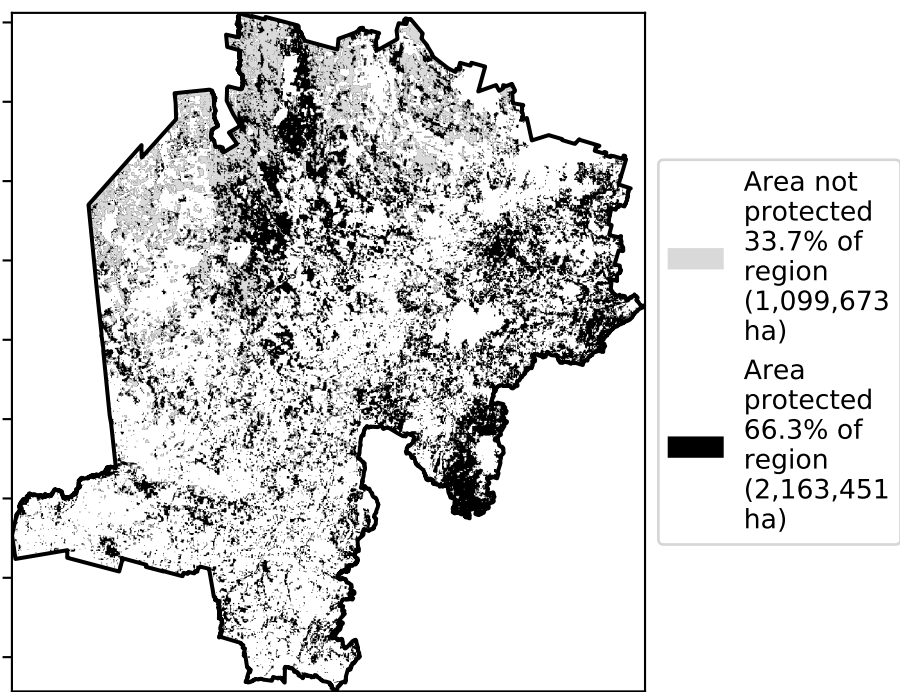 Area not
protected
33.7% of
region
(1,099,673
ha)
Area
protected
66.3% of
region
(2,163,451
ha)